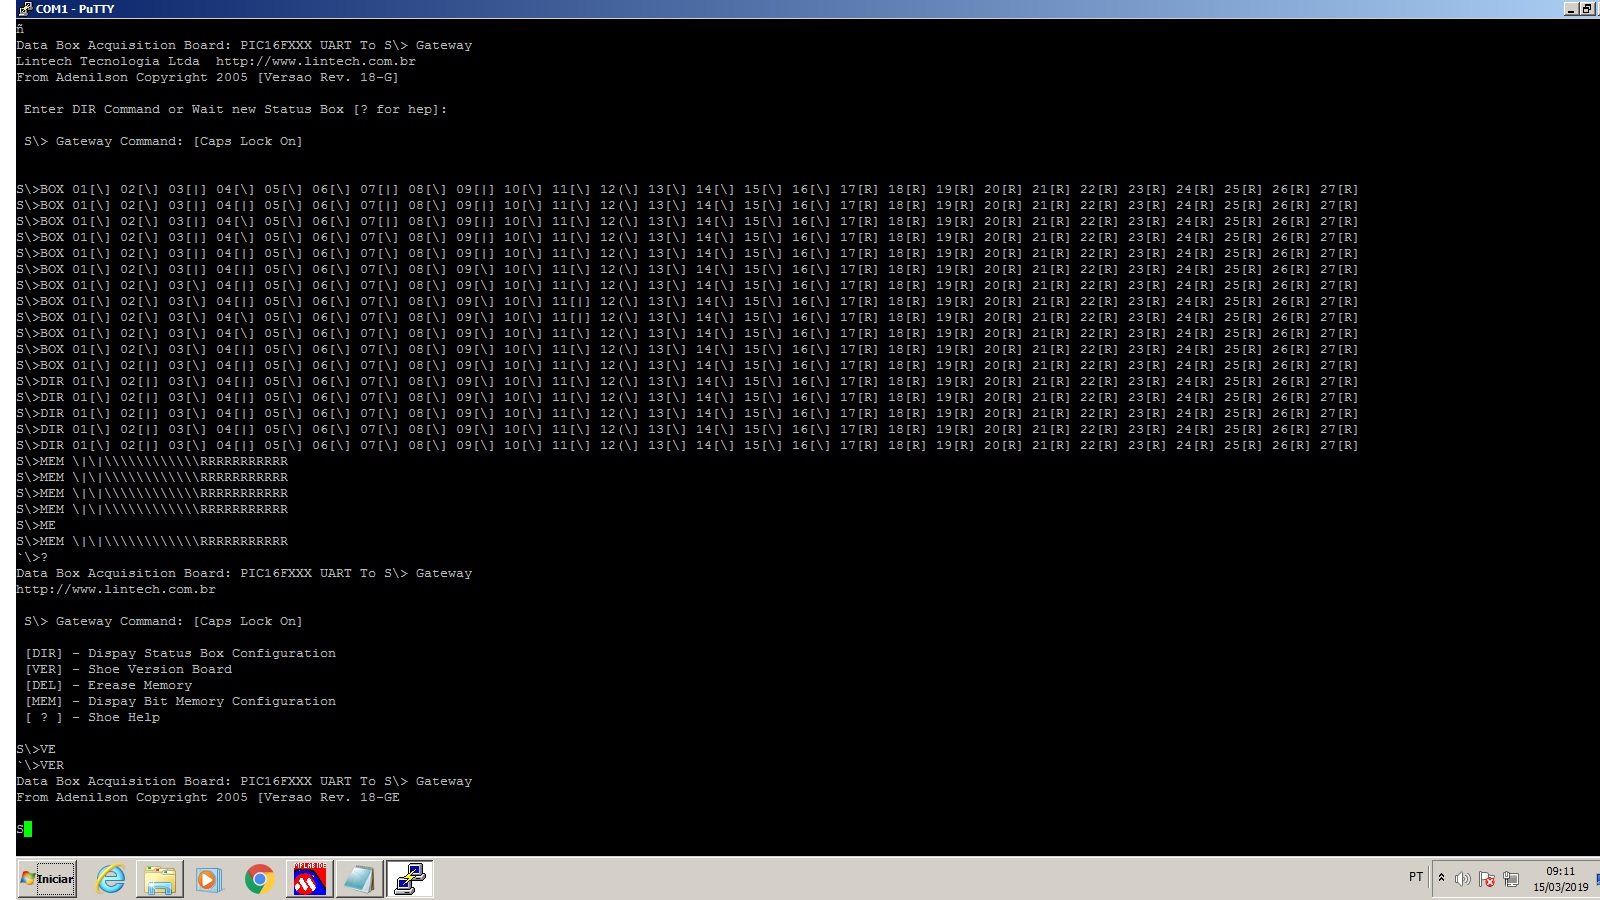 COM1 - PuTTY
ñ
Data Box Acquisition Board: PIC16FXXX UART To S\> Gateway
Lintech Tecnologia Ltda  http://www.lintech.com.br
From Adenilson Copyright 2005 [Versao Rev. 18-G]
Enter DIR Command or Wait new Status Box [? for hep]:
S\> Gateway Command: [Caps Lock On]
S\>BOX 01[\] 02[\] 03[|] 04[\] 05[\] 06[\] 07[|] 08[\] 09[|] 10[\] 11[\] 12(\] 13[\] 14[\] 15[\] 16[\] 17[R] 18[R] 19[R] 20[R] 21[R] 22[R] 23[R] 24[R] 25[R] 26[R] 27[R]
S\>BOX 01[\] 02[\] 03[|] 04[|] 05[\] 06[\] 07[|] 08[\] 09[|] 10[\] 11[\] 12(\] 13[\] 14[\] 15[\] 16[\] 17[R] 18[R] 19[R] 20[R] 21[R] 22[R] 23[R] 24[R] 25[R] 26[R] 27[R]
S\>BOX 01[\] 02[\] 03[|] 04[\] 05[\] 06[\] 07[|] 08[\] 09[|] 10[\] 11[\] 12(\] 13[\] 14[\] 15[\] 16[\] 17[R] 18[R] 19[R] 20[R] 21[R] 22[R] 23[R] 24[R] 25[R] 26[R] 27[R]
S\>BOX 01[\] 02[\] 03[|] 04[\] 05[\] 06[\] 07[\] 08[\] 09[|] 10[\] 11[\] 12(\] 13[\] 14[\] 15[\] 16[\] 17[R] 18[R] 19[R] 20[R] 21[R] 22[R] 23[R] 24[R] 25[R] 26[R] 27[R]
S\>BOX 01[\] 02[\] 03[|] 04[|] 05[\] 06[\] 07[\] 08[\] 09[|] 10[\] 11[\] 12(\] 13[\] 14[\] 15[\] 16[\] 17[R] 18[R] 19[R] 20[R] 21[R] 22[R] 23[R] 24[R] 25[R] 26[R] 27[R]
S\>BOX 01[\] 02[\] 03[|] 04[|] 05[\] 06[\] 07[\] 08[\] 09[\] 10[\] 11[\] 12(\] 13[\] 14[\] 15[\] 16[\] 17[R] 18[R] 19[R] 20[R] 21[R] 22[R] 23[R] 24[R] 25[R] 26[R] 27[R]
S\>BOX 01[\] 02[\] 03[\] 04[|] 05[\] 06[\] 07[\] 08[\] 09[\] 10[\] 11[\] 12(\] 13[\] 14[\] 15[\] 16[\] 17[R] 18[R] 19[R] 20[R] 21[R] 22[R] 23[R] 24[R] 25[R] 26[R] 27[R]
S\>BOX 01[\] 02[\] 03[\] 04[|] 05[\] 06[\] 07[\] 08[\] 09[\] 10[\] 11[|] 12(\] 13[\] 14[\] 15[\] 16[\] 17[R] 18[R] 19[R] 20[R] 21[R] 22[R] 23[R] 24[R] 25[R] 26[R] 27[R]
S\>BOX 01[\] 02[\] 03[\] 04[\] 05[\] 06[\] 07[\] 08[\] 09[\] 10[\] 11[|] 12(\] 13[\] 14[\] 15[\] 16[\] 17[R] 18[R] 19[R] 20[R] 21[R] 22[R] 23[R] 24[R] 25[R] 26[R] 27[R]
S\>BOX 01[\] 02[\] 03[\] 04[\] 05[\] 06[\] 07[\] 08[\] 09[\] 10[\] 11[\] 12(\] 13[\] 14[\] 15[\] 16[\] 17[R] 18[R] 19[R] 20[R] 21[R] 22[R] 23[R] 24[R] 25[R] 26[R] 27[R]
S\>BOX 01[\] 02[\] 03[\] 04[|] 05[\] 06[\] 07[\] 08[\] 09[\] 10[\] 11[\] 12(\] 13[\] 14[\] 15[\] 16[\] 17[R] 18[R] 19[R] 20[R] 21[R] 22[R] 23[R] 24[R] 25[R] 26[R] 27[R]
S\>BOX 01[\] 02[|] 03[\] 04[|] 05[\] 06[\] 07[\] 08[\] 09[\] 10[\] 11[\] 12(\] 13[\] 14[\] 15[\] 16[\] 17[R] 18[R] 19[R] 20[R] 21[R] 22[R] 23[R] 24[R] 25[R] 26[R] 27[R]
S\>DIR 01[\] 02[|] 03[\] 04[|] 05[\] 06[\] 07[\] 08[\] 09[\] 10[\] 11[\] 12(\] 13[\] 14[\] 15[\] 16[\] 17[R] 18[R] 19[R] 20[R] 21[R] 22[R] 23[R] 24[R] 25[R] 26[R] 27[R]
S\>DIR 01[\] 02[|] 03[\] 04[|] 05[\] 06[\] 07[\] 08[\] 09[\] 10[\] 11[\] 12(\] 13[\] 14[\] 15[\] 16[\] 17[R] 18[R] 19[R] 20[R] 21[R] 22[R] 23[R] 24[R] 25[R] 26[R] 27[R]
S\>DIR 01[\] 02[|] 03[\] 04[|] 05[\] 06[\] 07[\] 08[\] 09[\] 10[\] 11[\] 12(\] 13[\] 14[\] 15[\] 16[\] 17[R] 18[R] 19[R] 20[R] 21[R] 22[R] 23[R] 24[R] 25[R] 26[R] 27[R]
S\>DIR 01[\] 02[|] 03[\] 04[|] 05[\] 06[\] 07[\] 08[\] 09[\] 10[\] 11[\] 12(\] 13[\] 14[\] 15[\] 16[\] 17[R] 18[R] 19[R] 20[R] 21[R] 22[R] 23[R] 24[R] 25[R] 26[R] 27[R]
S\>DIR 01[\] 02[|] 03[\] 04[|] 05[\] 06[\] 07[\] 08[\] 09[\] 10[\] 11[\] 12(\] 13[\] 14[\] 15[\] 16[\] 17[R] 18[R] 19[R] 20[R] 21[R] 22[R] 23[R] 24[R] 25[R] 26[R] 27[R]
S\>MEM \|\|\\\\\\\\\\\\RRRRRRRRRRR
S\>MEM \|\|\\\\\\\\\\\\RRRRRRRRRRR
S\>MEM \|\|\\\\\\\\\\\\RRRRRRRRRRR
S\>MEM \|\|\\\\\\\\\\\\RRRRRRRRRRR
S\>ME
S\>MEM \|\|\\\\\\\\\\\\RRRRRRRRRRR
`\>?
Data Box Acquisition Board: PIC16FXXX UART To S\> Gateway
http://www.lintech.com.br
S\> Gateway Command: [Caps Lock On]
[DIR] - Dispay Status Box Configuration
[VER] - Shoe Version Board
[DEL] - Erease Memory
[MEM] - Dispay Bit Memory Configuration
[ ? ] - Shoe Help
S\>VE
`\>VER
Data Box Acquisition Board: PIC16FXXX UART To S\> Gateway
From Adenilson Copyright 2005 [Versao Rev. 18-GE
S
Iniciar
MPLAB IDE
PT
09:11
15/03/2019